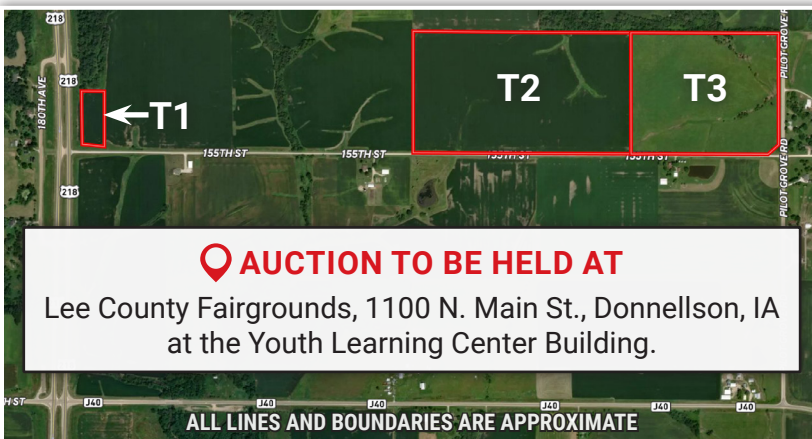 218
218
180TH AVE
T1
T2
T3
PILOT GROVE RD
155TH ST
155TH ST
155TH ST
155TH ST
PILOT GROVE RD
218
AUCTION TO BE HELD AT
Lee County Fairgrounds, 1100 N. Main St., Donnellson, IA
at the Youth Learning Center Building.
H ST
J40
J40
J40
J40
J40
J40
ALL LINES AND BOUNDARIES ARE APPROXIMATE